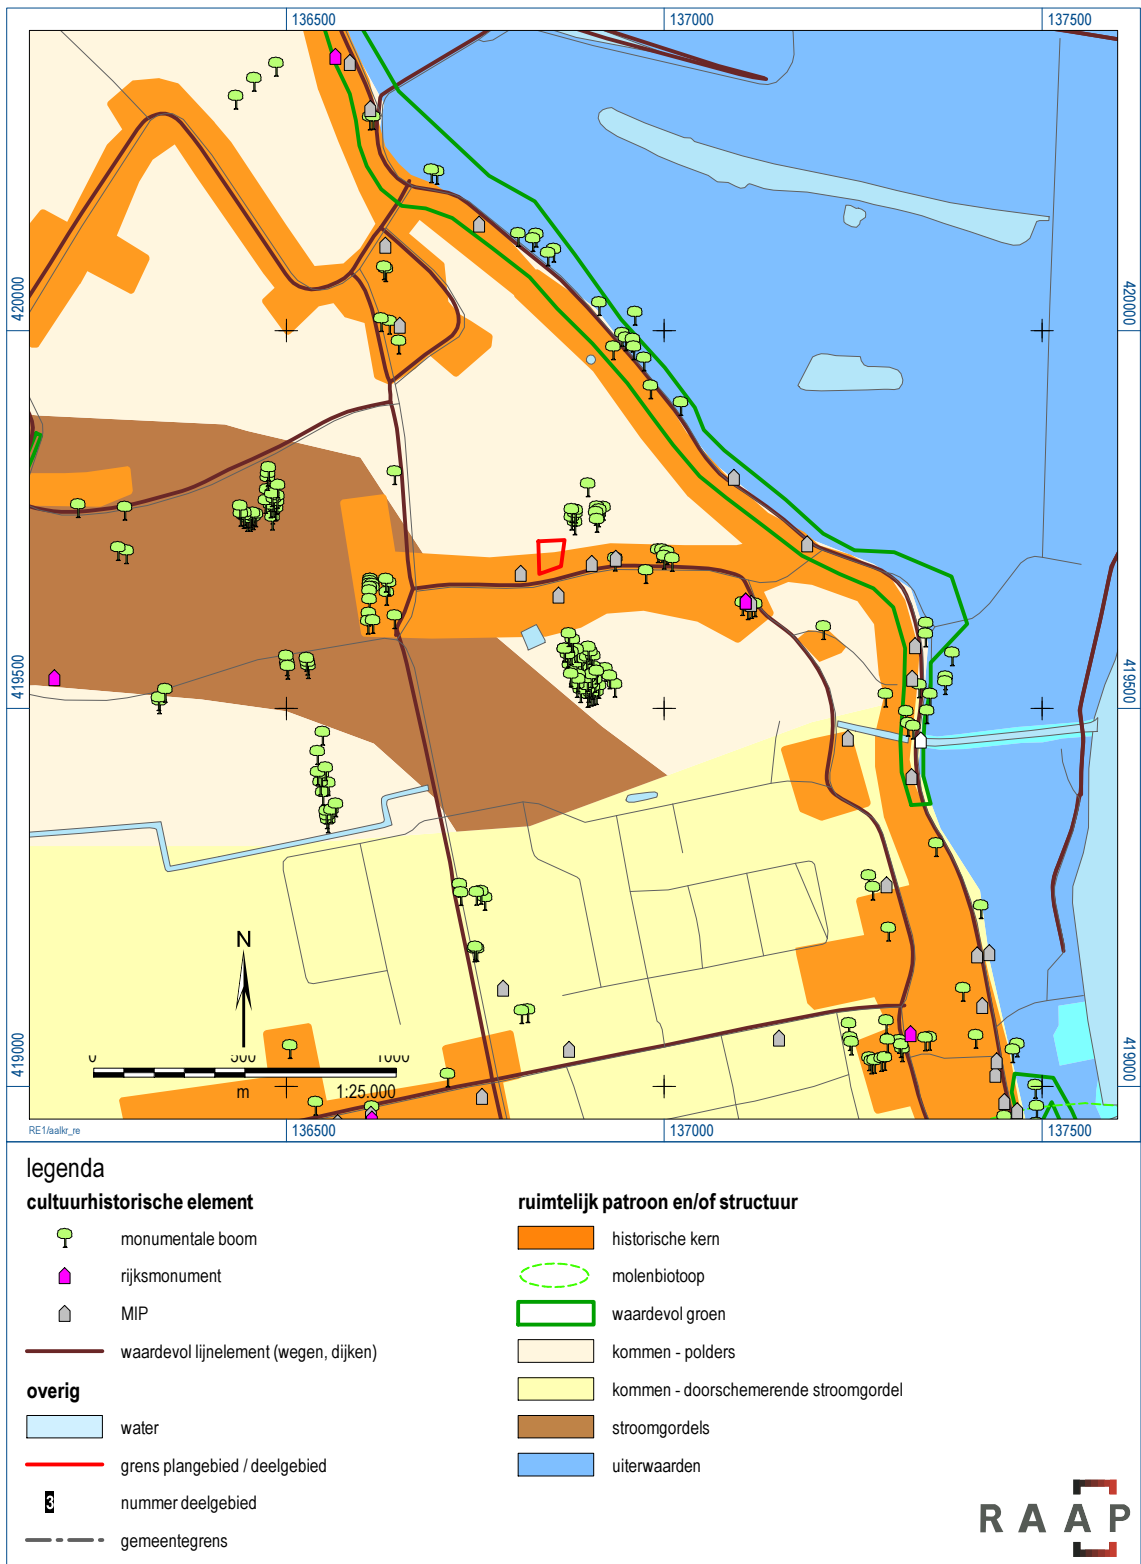 136500 137000 137500
420000 420000
419500 419500
419000 419000
N
0 500 1000
m 1:25.000
RE1/aalkr_re
136500 137000 137500
legenda
cultuurhistorische element
monumentale boom
rijksmonument
MIP
waardevol lijnelement (wegen, dijken)
overig
water
grens plangebied / deelgebied
3 nummer deelgebied
gemeentegrens
ruimtelijk patroon en/of structuur
historische kern
molenbiotoop
waardevol groen
kommen - polders
kommen - doorschemerende stroomgordel
stroomgordels
uiterwaarden
RAAP